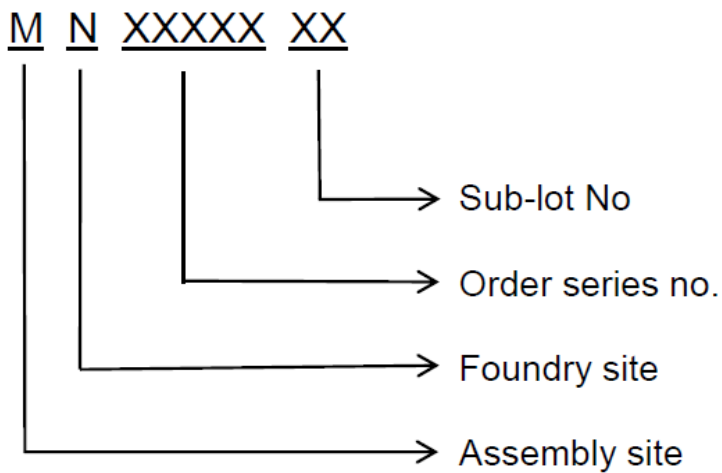 M N XXXXX XX
Sub-lot No
Order series no.
Foundry site
Assembly site